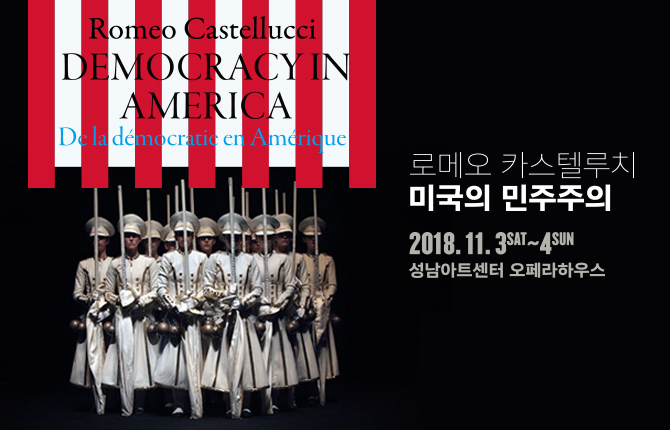 Romeo Castellucci
DEMOCRACY IN
AMERICA
De la démocratie en Amérique
로메오 카스텔루치
미국의 민주주의
2018. 11. 3SAT~4SUN
성남아트센터 오페라하우스